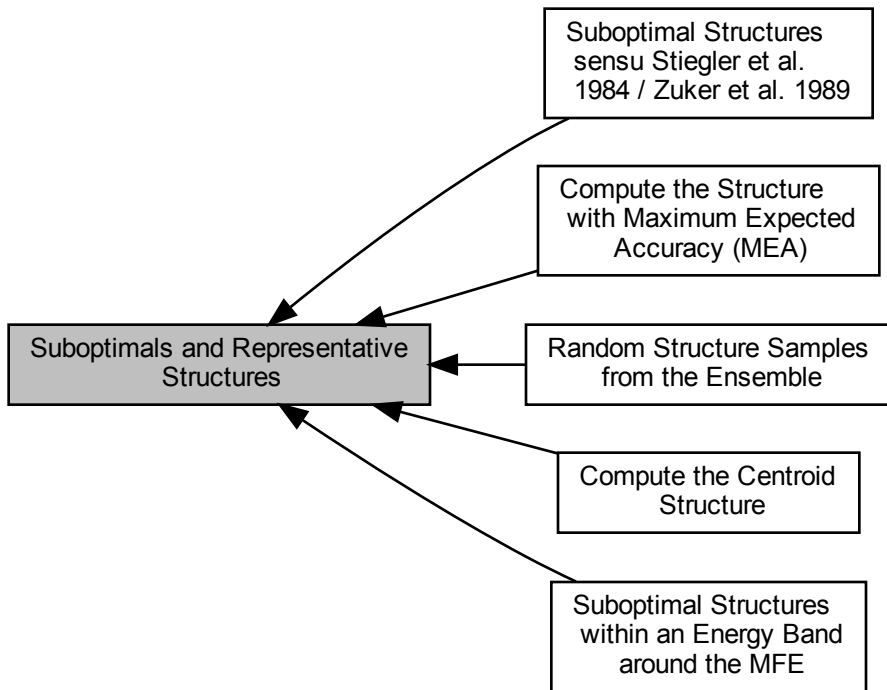 Suboptimal Structures
sensu Stiegler et al.
1984 / Zuker et al. 1989
Compute the Structure
with Maximum Expected
Accuracy (MEA)
Suboptimals and Representative
Structures
Random Structure Samples
from the Ensemble
Compute the Centroid
Structure
Suboptimal Structures
within an Energy Band
around the MFE